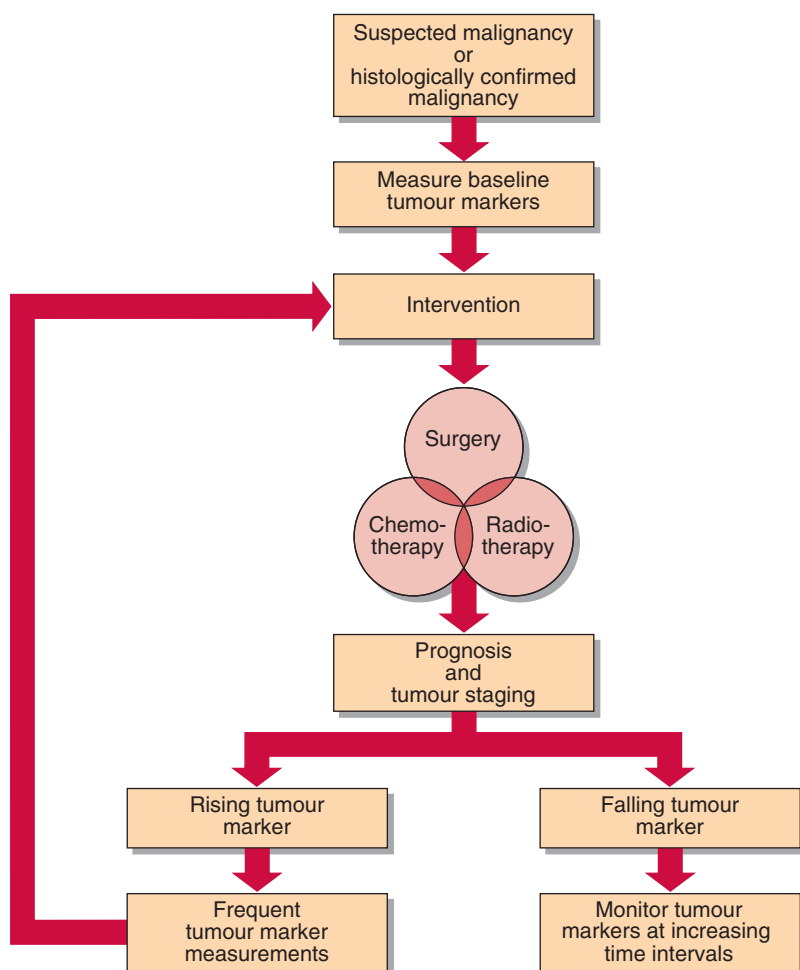 Suspected malignancy
or
histologically confirmed
malignancy
Measure baseline
tumour markers
Intervention
Surgery
Chemo-
therapy
Radio-
therapy
Prognosis
and
tumour staging
Rising tumour
marker
Falling tumour
marker
Frequent
tumour marker
measurements
Monitor tumour
markers at increasing
time intervals